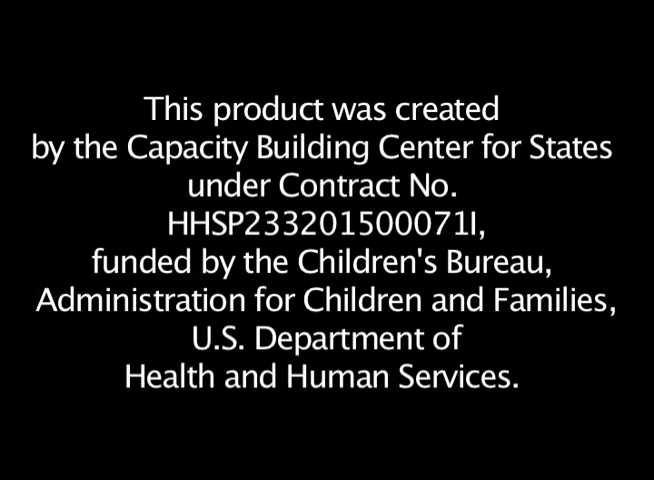 This product was created
by the Capacity Building Center for States
under Contract No.
HHSP233201500071I,
funded by the Children's Bureau,
Administration for Children and Families,
U.S. Department of
Health and Human Services.